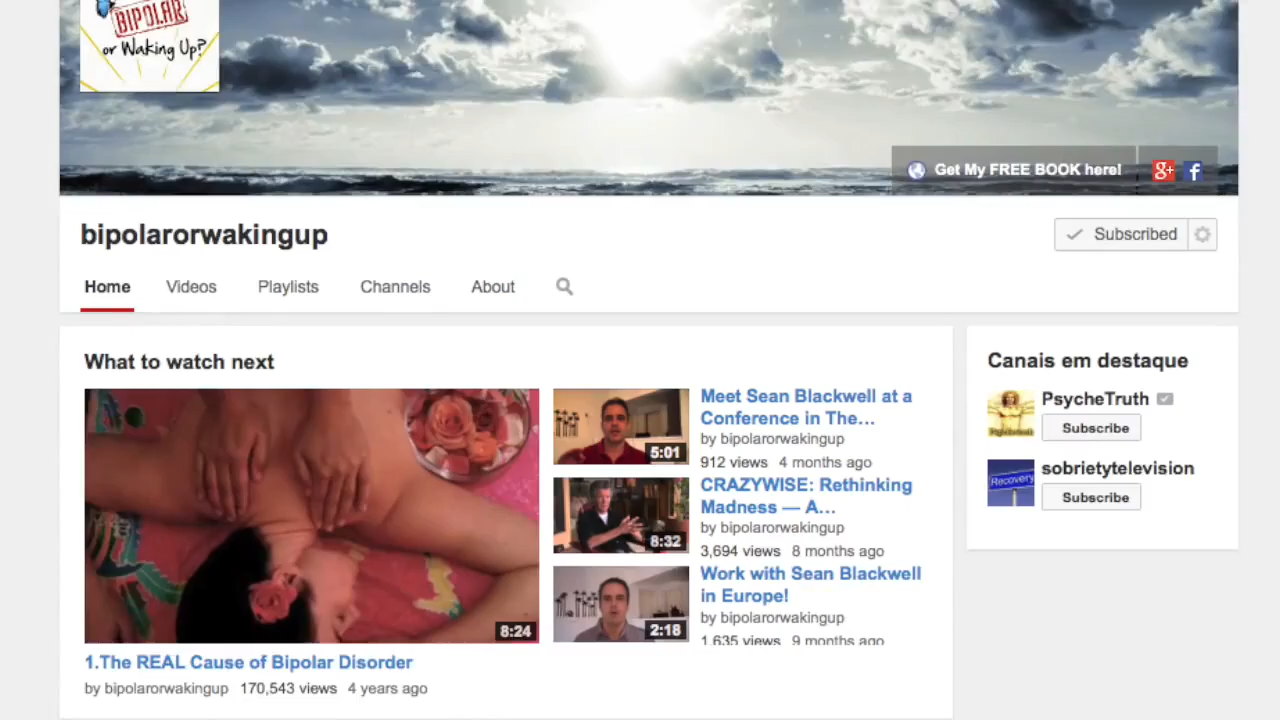 BIPOLAR
or Waking Up?
Get My FREE BOOK here!
g+ f
bipolarorwakingup
Subscribed
Home Videos Playlists Channels About
What to watch next
Canais em destaque
5:01
Meet Sean Blackwell at a
Conference in The...
by bipolarorwakingup
912 views 4 months ago
PsycheTruth
Subscribe
8:32
CRAZYWISE: Rethinking
Madness — A...
by bipolarorwakingup
3,694 views 8 months ago
Recovery
sobrietytelevision
Subscribe
2:18
Work with Sean Blackwell
in Europe!
by bipolarorwakingup
1,635 views 9 months ago
8:24
1.The REAL Cause of Bipolar Disorder
by bipolarorwakingup 170,543 views 4 years ago